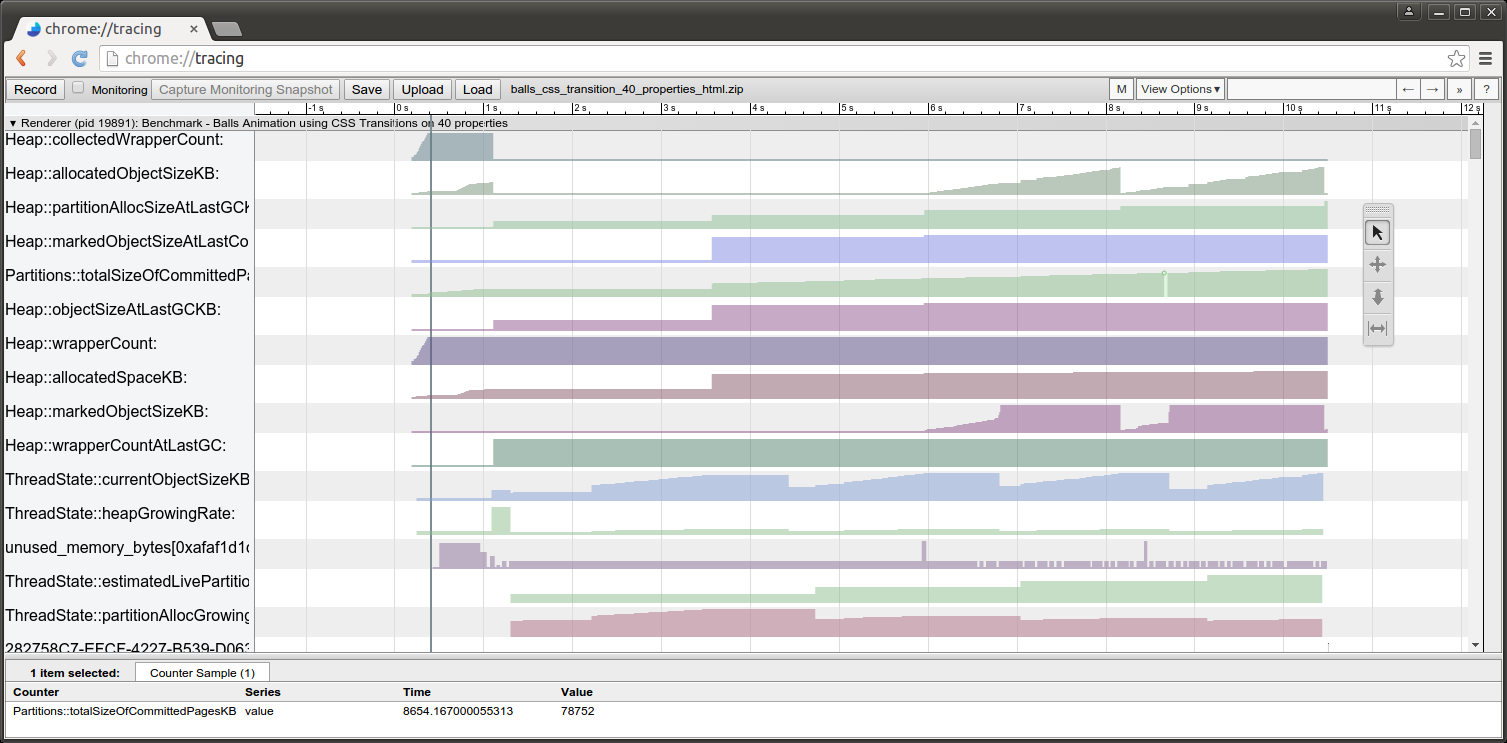 chrome://tracing
chrome://tracing
Record Monitoring Capture Monitoring Snapshot Save Upload Load balls_css_transition_40_properties_html.zip M View Options ▾ ← → » ?
-1 s 0 s 1 s 2 s 3 s 4 s 5 s 6 s 7 s 8 s 9 s 10 s 11 s 12 s
▼ Renderer (pid 19891): Benchmark - Balls Animation using CSS Transitions on 40 properties
Heap::collectedWrapperCount:
Heap::allocatedObjectSizeKB:
Heap::partitionAllocSizeAtLastGCK
Heap::markedObjectSizeAtLastCo
Partitions::totalSizeOfCommittedPa
Heap::objectSizeAtLastGCKB:
Heap::wrapperCount:
Heap::allocatedSpaceKB:
Heap::markedObjectSizeKB:
Heap::wrapperCountAtLastGC:
ThreadState::currentObjectSizeKB
ThreadState::heapGrowingRate:
unused_memory_bytes[0xafaf1d1c
ThreadState::estimatedLivePartitio
ThreadState::partitionAllocGrowing
282758C7-EFCF-4227-B539-D063
1 item selected: Counter Sample (1)
Counter Series Time Value
Partitions::totalSizeOfCommittedPagesKB value 8654.167000055313 78752